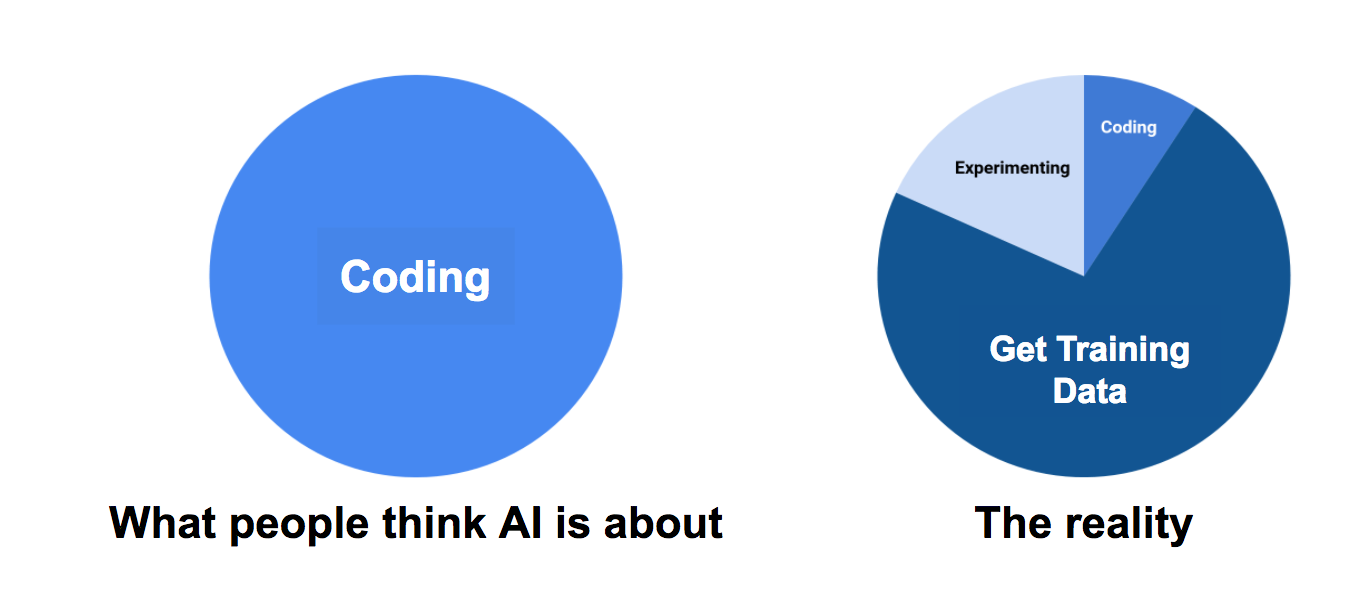 Coding
What people think AI is about
Coding
Experimenting
Get Training
Data
The reality